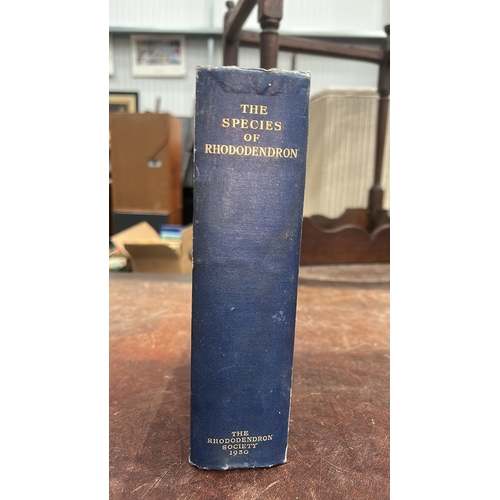 THE
SPECIES
OF
RHODODENDRON
THE
RHODODENDRON
SOCIETY
1930